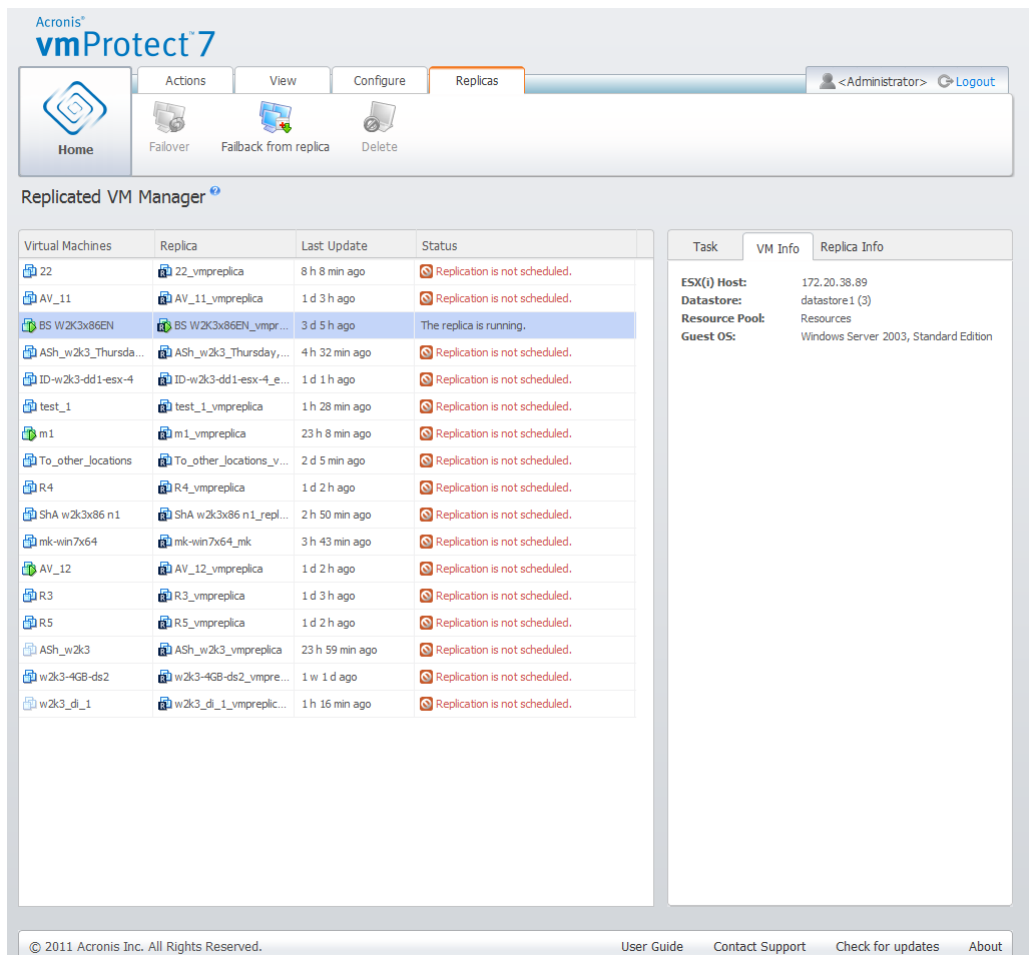 Acronis®
vmProtect™ 7
Actions View Configure Replicas <Administrator> Logout
Home Failover Failback from replica Delete
Replicated VM Manager ?
Virtual Machines Replica Last Update Status
22 22_vmpreplica 8 h 8 min ago Replication is not scheduled.
AV_11 AV_11_vmpreplica 1 d 3 h ago Replication is not scheduled.
BS W2K3x86EN BS W2K3x86EN_vmpr... 3 d 5 h ago The replica is running.
ASh_w2k3_Thursda... ASh_w2k3_Thursday,... 4 h 32 min ago Replication is not scheduled.
ID-w2k3-dd1-esx-4 ID-w2k3-dd1-esx-4_e... 1 d 1 h ago Replication is not scheduled.
test_1 test_1_vmpreplica 1 h 28 min ago Replication is not scheduled.
m1 m1_vmpreplica 23 h 8 min ago Replication is not scheduled.
To_other_locations To_other_locations_v... 2 d 5 min ago Replication is not scheduled.
R4 R4_vmpreplica 1 d 2 h ago Replication is not scheduled.
ShA w2k3x86 n1 ShA w2k3x86 n1_repl... 2 h 50 min ago Replication is not scheduled.
mk-win7x64 mk-win7x64_mk 3 h 43 min ago Replication is not scheduled.
AV_12 AV_12_vmpreplica 1 d 2 h ago Replication is not scheduled.
R3 R3_vmpreplica 1 d 3 h ago Replication is not scheduled.
R5 R5_vmpreplica 1 d 2 h ago Replication is not scheduled.
ASh_w2k3 ASh_w2k3_vmpreplica 23 h 59 min ago Replication is not scheduled.
w2k3-4GB-ds2 w2k3-4GB-ds2_vmpre... 1 w 1 d ago Replication is not scheduled.
w2k3_di_1 w2k3_di_1_vmpreplic... 1 h 16 min ago Replication is not scheduled.
Task VM Info Replica Info
ESX(i) Host: 172.20.38.89
Datastore: datastore1 (3)
Resource Pool: Resources
Guest OS: Windows Server 2003, Standard Edition
© 2011 Acronis Inc. All Rights Reserved. User Guide Contact Support Check for updates About